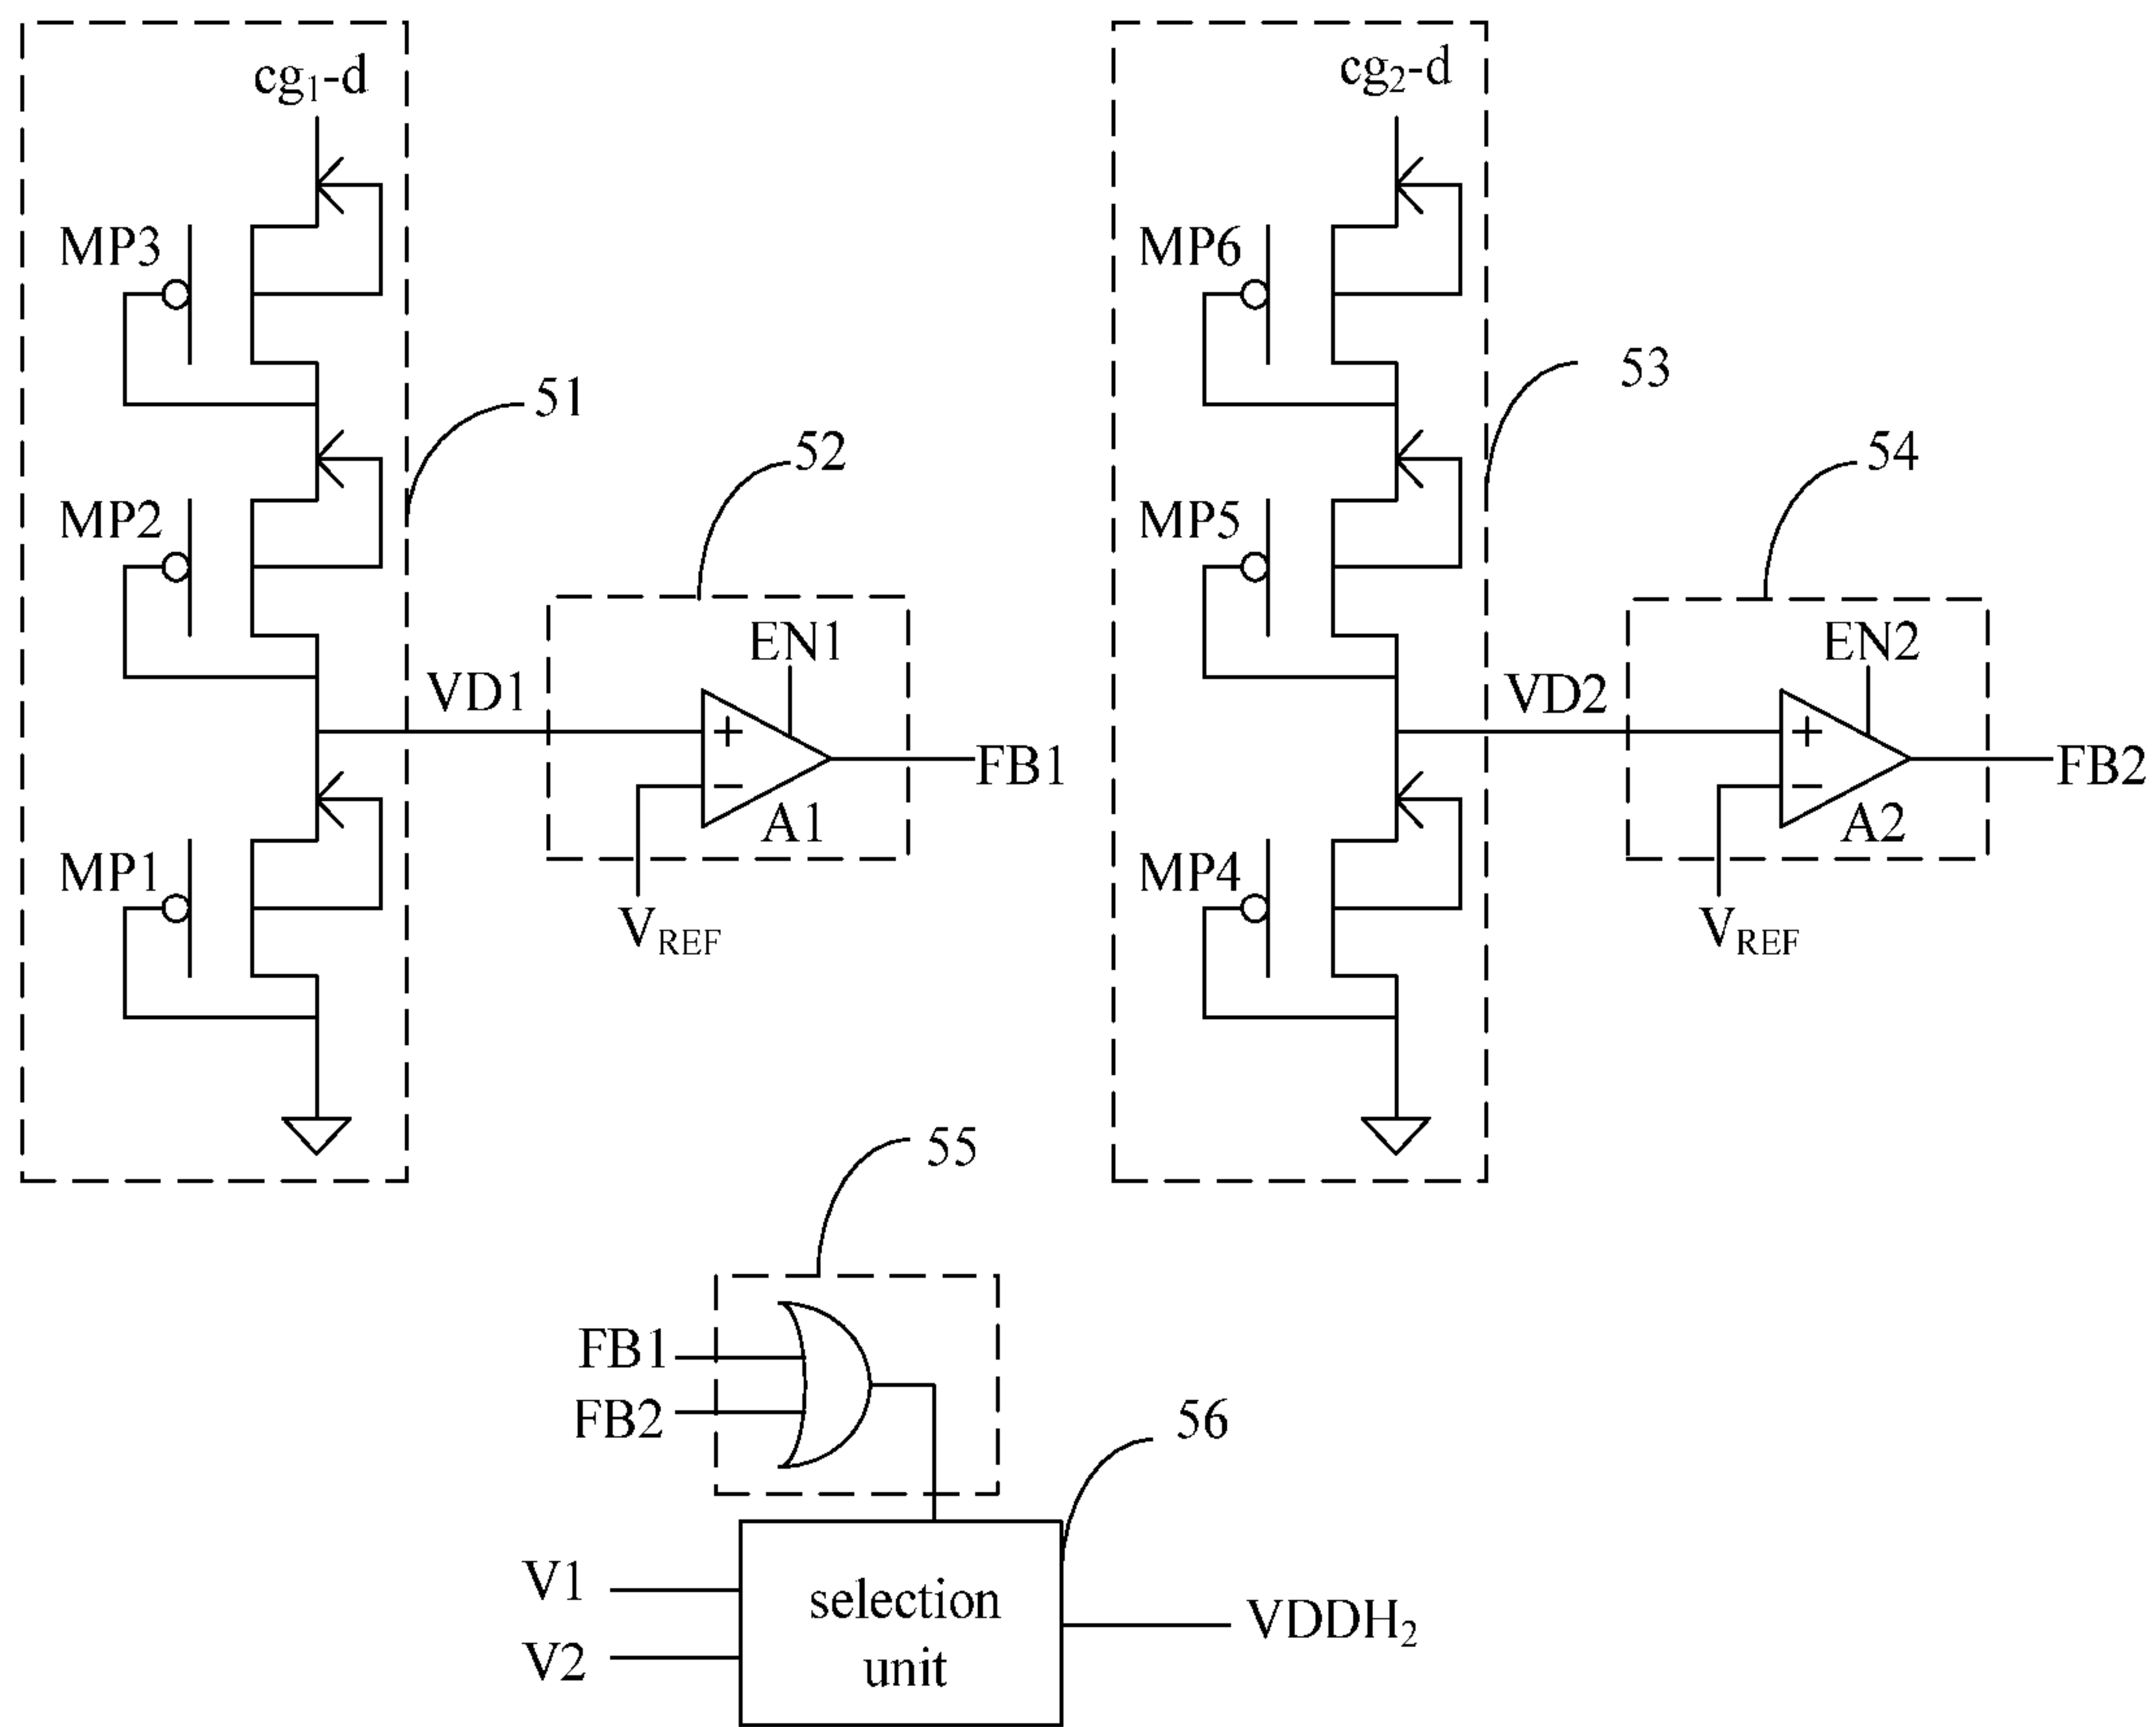 cg1-d
MP3
51
MP2
52
EN1
VD1
+
−
FB1
A1
MP1
VREF
cg2-d
MP6
53
MP5
54
EN2
VD2
+
−
FB2
A2
MP4
VREF
55
FB1
FB2
56
V1
V2
selection
unit
VDDH2